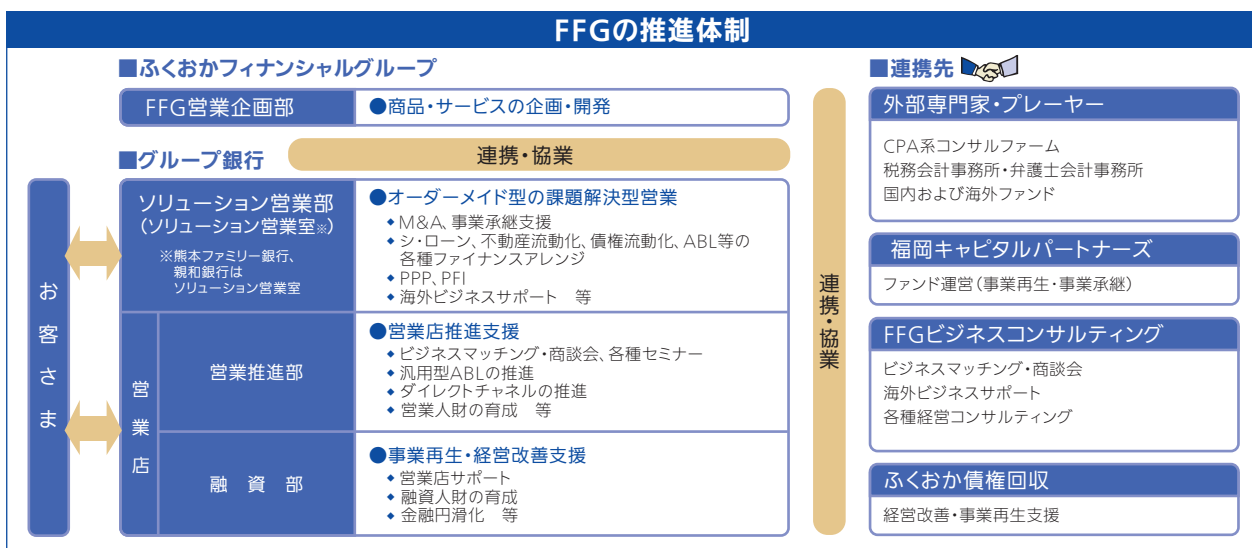 FFGの推進体制
■ふくおかフィナンシャルグループ
FFG営業企画部
●商品・サービスの企画・開発
■グループ銀行
連携・協業
お客さま
ソリューション営業部
(ソリューション営業室※)
※熊本ファミリー銀行、
親和銀行は
ソリューション営業室
●オーダーメイド型の課題解決型営業
◆M&A、事業承継支援
◆シ・ローン、不動産流動化、債権流動化、ABL等の
各種ファイナンスアレンジ
◆PPP、PFI
◆海外ビジネスサポート 等
営業店
営業推進部
●営業店推進支援
◆ビジネスマッチング・商談会、各種セミナー
◆汎用型ABLの推進
◆ダイレクトチャネルの推進
◆営業人財の育成 等
融資部
●事業再生・経営改善支援
◆営業店サポート
◆融資人財の育成
◆金融円滑化 等
連携・協業
■連携先
外部専門家・プレーヤー
CPA系コンサルファーム
税務会計事務所・弁護士会計事務所
国内および海外ファンド
福岡キャピタルパートナーズ
ファンド運営(事業再生・事業承継)
FFGビジネスコンサルティング
ビジネスマッチング・商談会
海外ビジネスサポート
各種経営コンサルティング
ふくおか債権回収
経営改善・事業再生支援